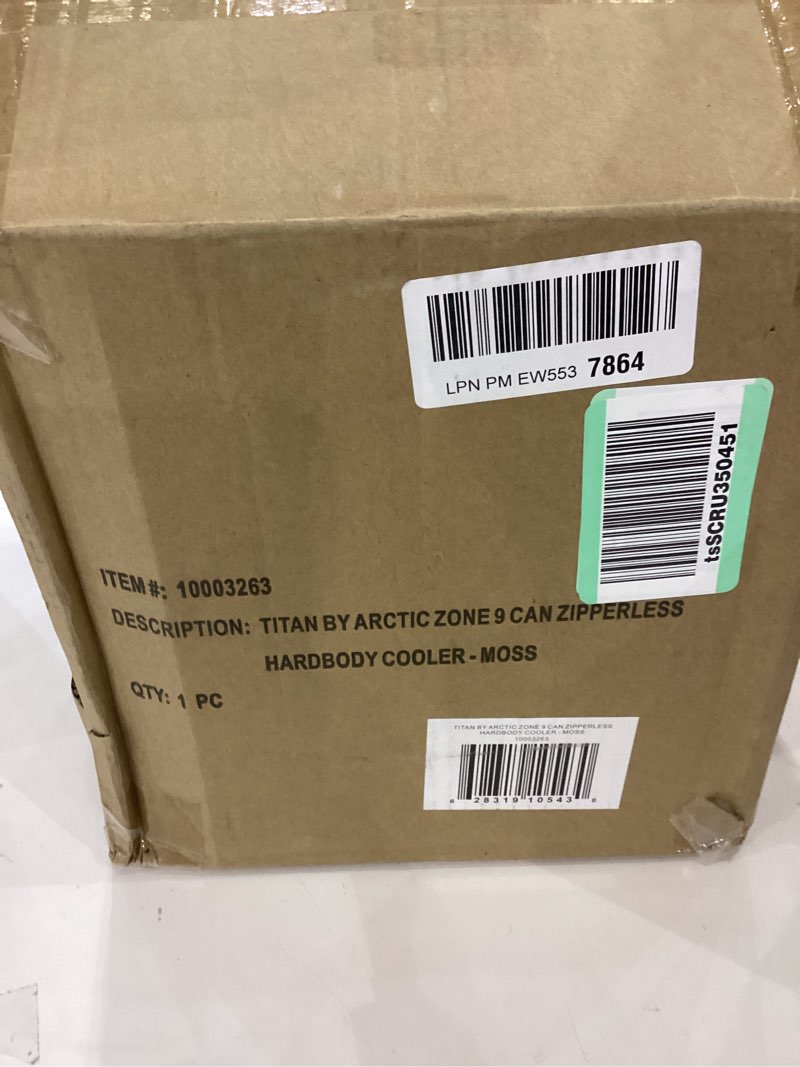 LPN PM EW553 7864
tsSCRU350451
ITEM#: 10003263
DESCRIPTION: TITAN BY ARCTIC ZONE 9 CAN ZIPPERLESS
HARDBODY COOLER - MOSS
QTY: 1 PC
TITAN BY ARCTIC ZONE 9 CAN ZIPPERLESS
HARDBODY COOLER - MOSS
10003263
6 28319 10543 0